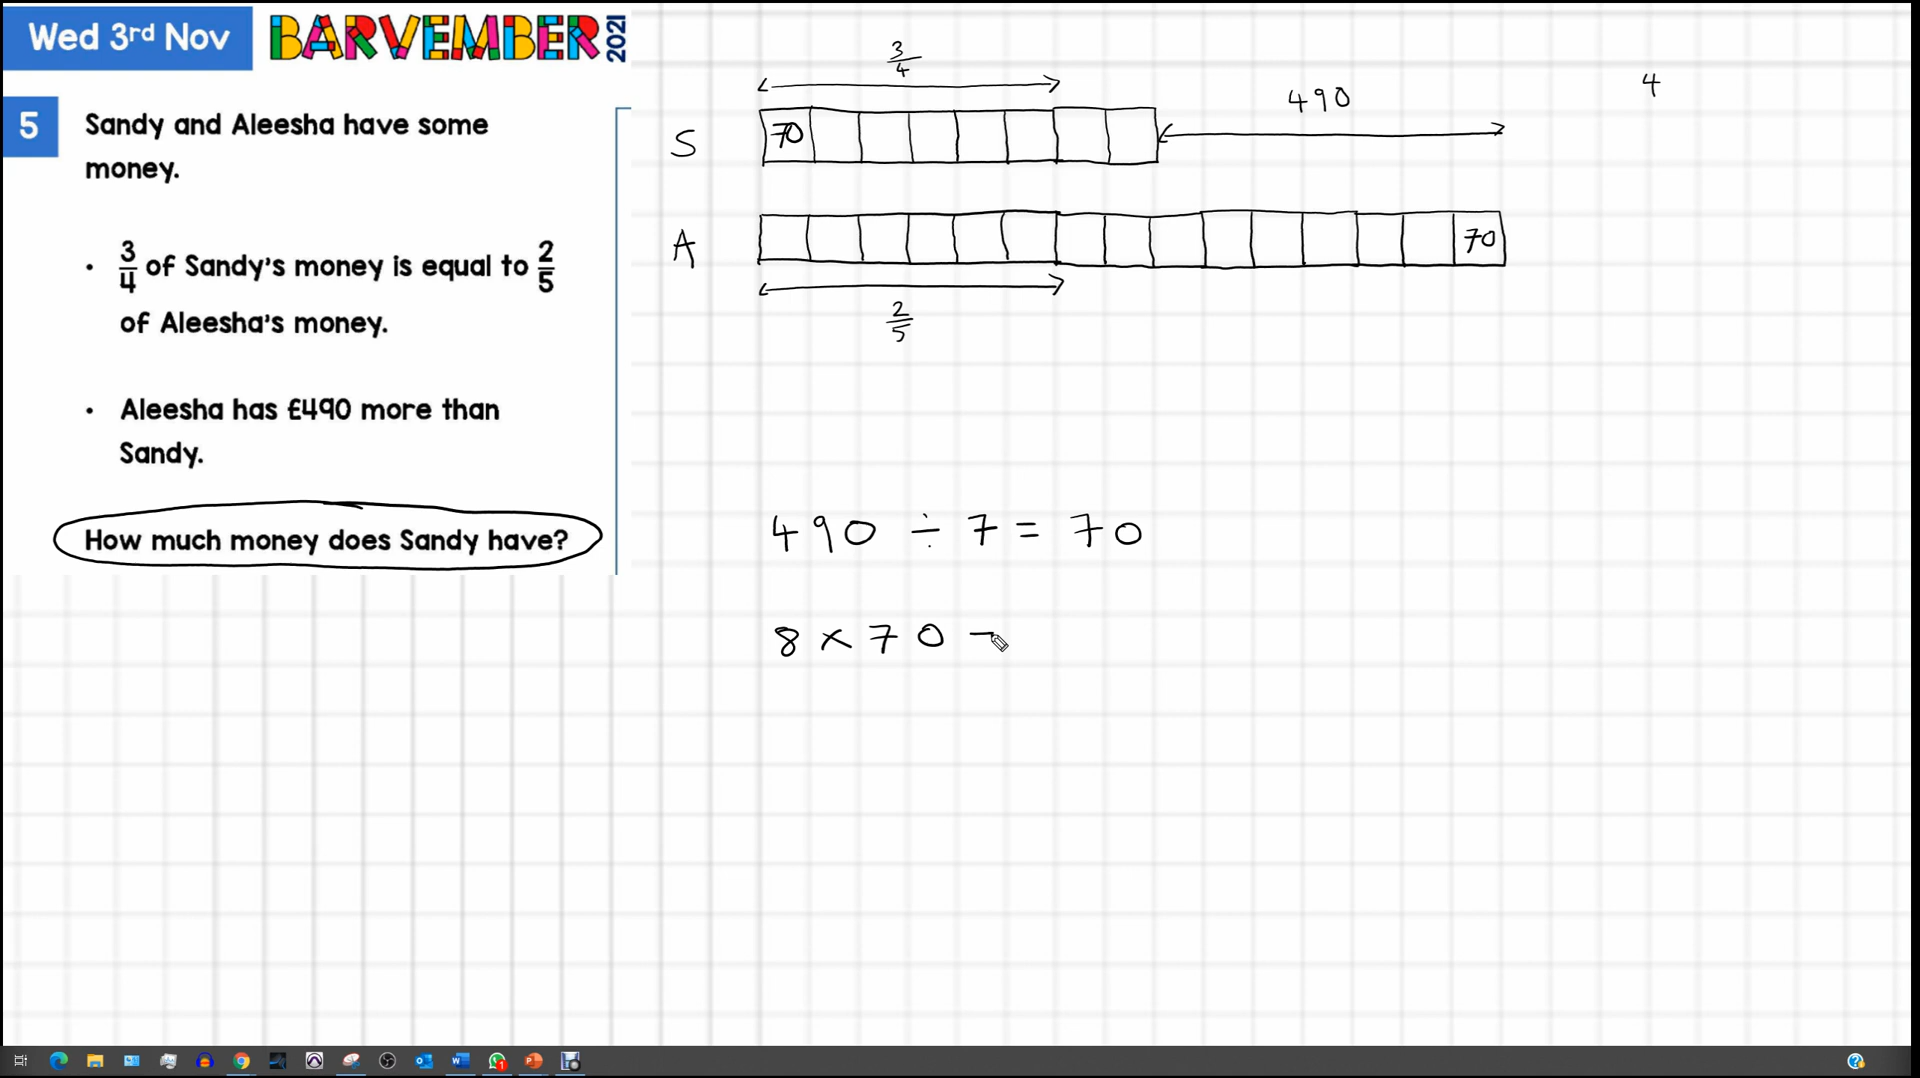 Wed 3rd Nov
BARVEMBER 2021
5
Sandy and Aleesha have some
money.
• 3/4 of Sandy's money is equal to 2/5
of Aleesha's money.
• Aleesha has £490 more than
Sandy.
How much money does Sandy have?
3/4
490
4
S
70
A
70
2/5
490 ÷ 7 = 70
8 × 70 -